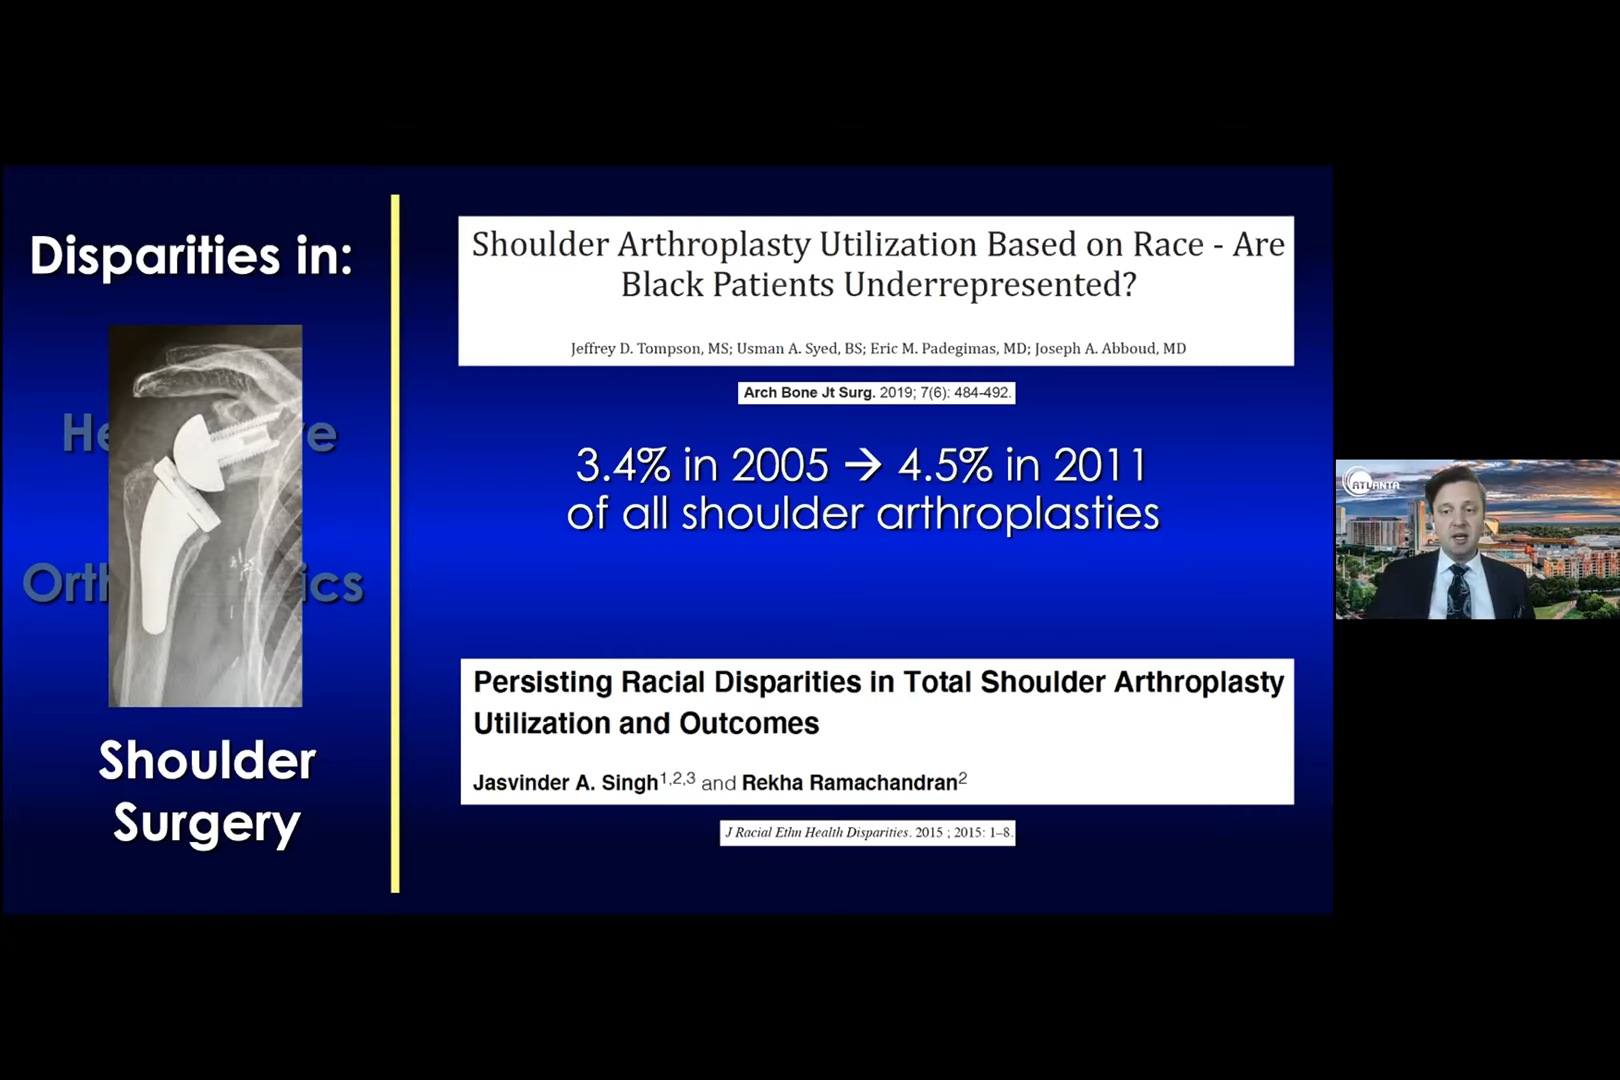 Disparities in:
Shoulder
Surgery
Shoulder Arthroplasty Utilization Based on Race - Are
Black Patients Underrepresented?
Jeffrey D. Tompson, MS; Usman A. Syed, BS; Eric M. Padegimas, MD; Joseph A. Abboud, MD
Arch Bone Jt Surg. 2019; 7(6): 484-492.
3.4% in 2005 → 4.5% in 2011
of all shoulder arthroplasties
Persisting Racial Disparities in Total Shoulder Arthroplasty
Utilization and Outcomes
Jasvinder A. Singh1,2,3 and Rekha Ramachandran2
J Racial Ethn Health Disparities. 2015 ; 2015: 1–8.
ATLANTA